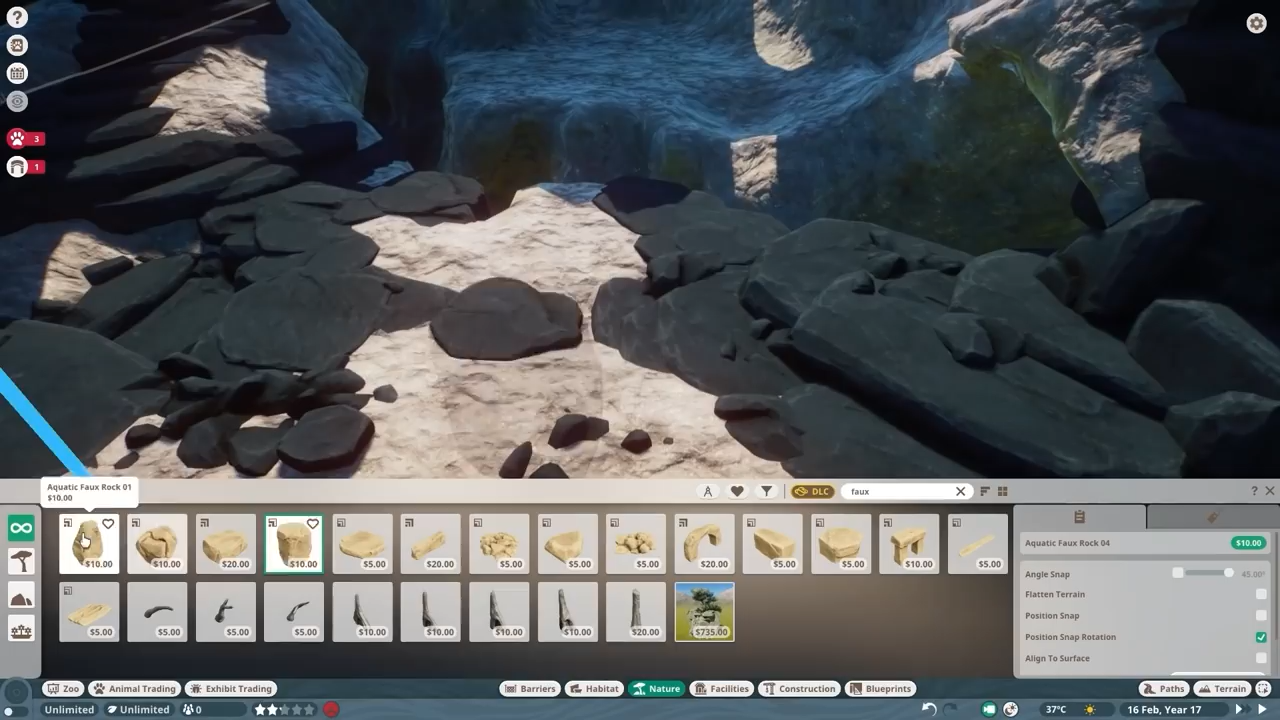 ?
3
1
Aquatic Faux Rock 01
$10.00
DLC
faux
? 
$10.00 $10.00 $20.00 $10.00 $5.00 $20.00 $5.00 $5.00 $5.00 $20.00 $5.00 $5.00 $10.00 $5.00
$5.00 $5.00 $5.00 $5.00 $10.00 $10.00 $10.00 $10.00 $20.00 $735.00
Aquatic Faux Rock 04 $10.00
Angle Snap 45.00°
Flatten Terrain
Position Snap
Position Snap Rotation
Align To Surface
Zoo Animal Trading Exhibit Trading Barriers Habitat Nature Facilities Construction Blueprints Paths Terrain
Unlimited Unlimited 0 37°C 16 Feb, Year 17